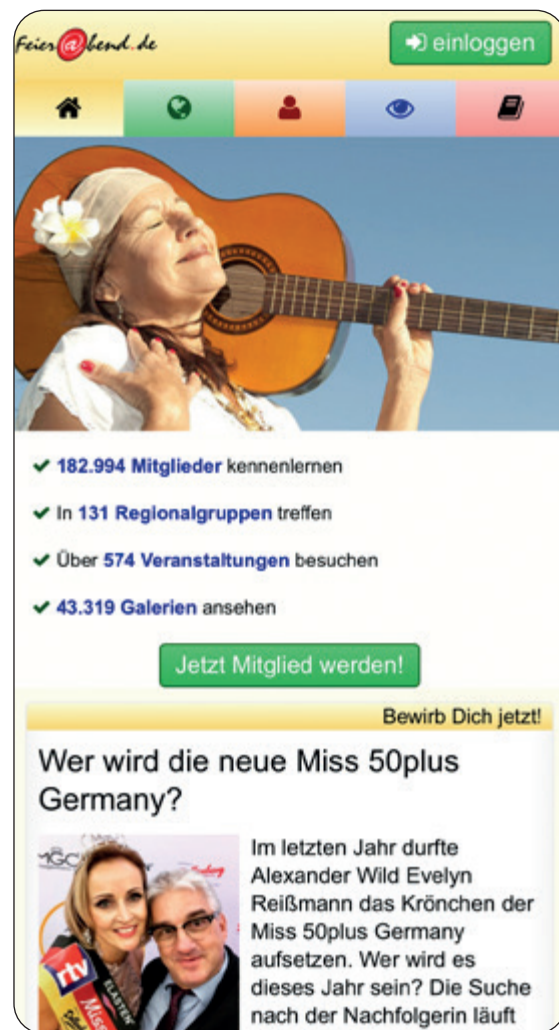 Feier@bend.de
einloggen
182.994 Mitglieder kennenlernen
In 131 Regionalgruppen treffen
Über 574 Veranstaltungen besuchen
43.319 Galerien ansehen
Jetzt Mitglied werden!
Bewirb Dich jetzt!
Wer wird die neue Miss 50plus
Germany?
MGC
Im letzten Jahr durfte
Alexander Wild Evelyn
Reißmann das Krönchen der
Miss 50plus Germany
aufsetzen. Wer wird es
dieses Jahr sein? Die Suche
nach der Nachfolgerin läuft
rtv
ELASTEN
Miss